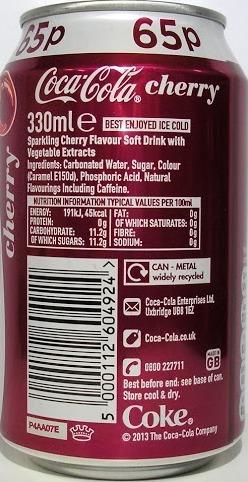 65p 65p
Coca-Cola cherry
cherry
330ml e BEST ENJOYED ICE COLD
Sparkling Cherry Flavour Soft Drink with
Vegetable Extracts
Ingredients: Carbonated Water, Sugar, Colour
(Caramel E150d), Phosphoric Acid, Natural
Flavourings Including Caffeine.
NUTRITION INFORMATION TYPICAL VALUES PER 100ml
ENERGY: 191kJ, 45kcal FAT: 0g
PROTEIN: 0g OF WHICH SATURATES: 0g
CARBOHYDRATE: 11.2g FIBRE: 0g
OF WHICH SUGARS: 11.2g SODIUM: 0g
CAN - METAL
widely recycled
Coca-Cola Enterprises Ltd,
Uxbridge UB8 1EZ
Coca-Cola.co.uk
0800 227711
MADE IN
GB
Best before end: see base of can.
Store cool & dry.
Coke
© 2013 The Coca-Cola Company
5 000112 604924 >
P4AA07E